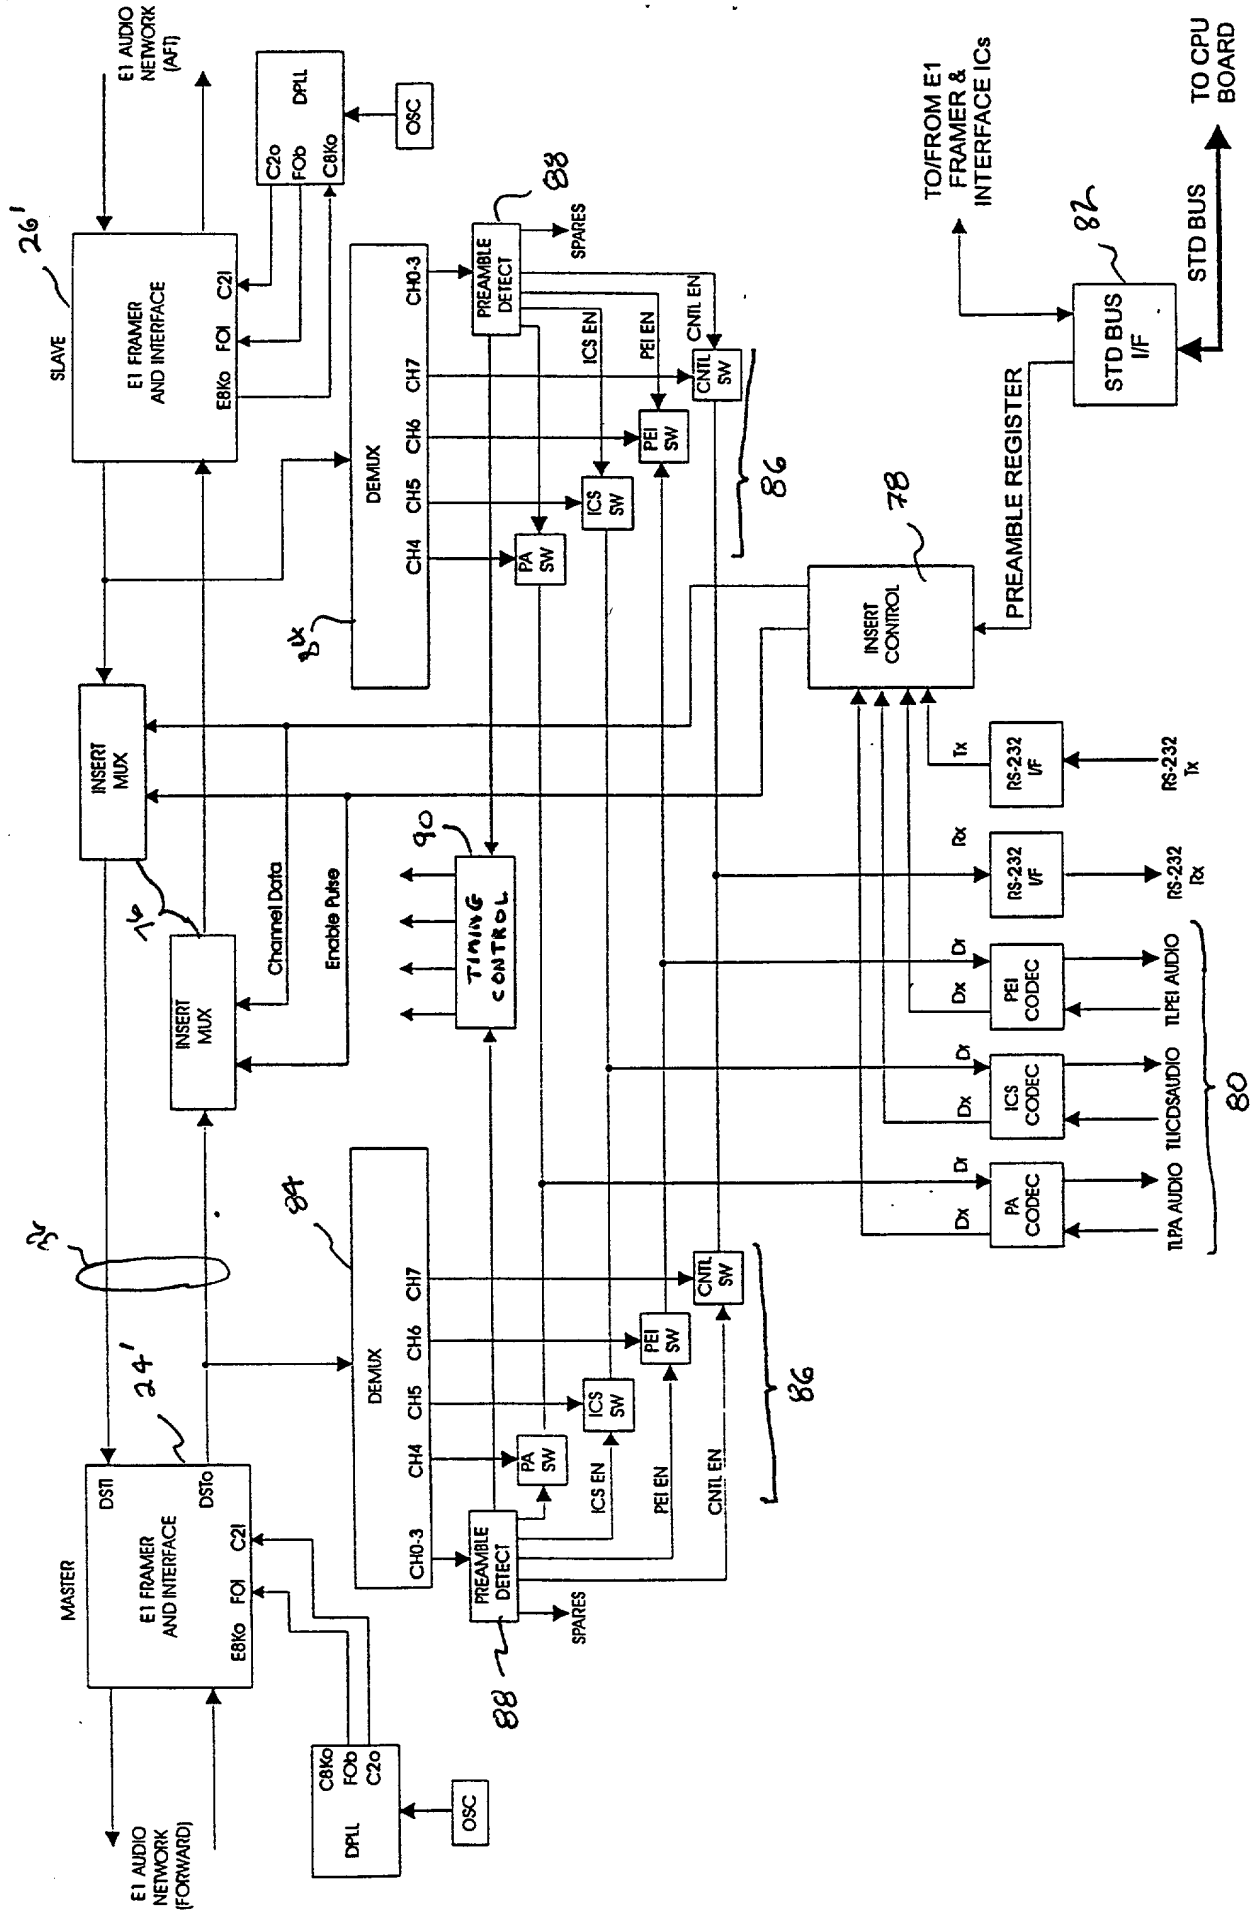 E1 AUDIO
NETWORK
(FORWARD)
MASTER
E1 FRAMER
AND INTERFACE
DSTi
DSTo
E8Ko
FOI
C2I
24'
DPLL
C8Ko
FOb
C2o
OSC
INSERT
MUX
INSERT
MUX
76
Channel Data
Enable Pulse
SLAVE
26'
E1 FRAMER
AND INTERFACE
E8Ko
FOI
C2I
E1 AUDIO
NETWORK
(AFT)
C2o
FOb
C8Ko
DPLL
OSC
84
DEMUX
CH0-3
CH4
CH5
CH6
CH7
88
PREAMBLE
DETECT
SPARES
PA
SW
ICS
SW
PEI
SW
CNTL
SW
ICS EN
PEI EN
CNTL EN
86
90
TIMING
CONTROL
DEMUX
CH4
CH5
CH6
CH7
CH0-3
88
PREAMBLE
DETECT
SPARES
PA
SW
ICS
SW
PEI
SW
CNTL
SW
ICS EN
PEI EN
CNTL EN
86
78
INSERT
CONTROL
PREAMBLE REGISTER
82
STD BUS
I/F
TO/FROM E1
FRAMER &
INTERFACE ICs
STD BUS
TO CPU
BOARD
Dx
Dr
Dx
Dr
Dx
Dr
Rx
Tx
PA
CODEC
ICS
CODEC
PEI
CODEC
RS-232
I/F
RS-232
I/F
TLPA AUDIO
TLICDSAUDIO
TLPEI AUDIO
RS-232
Rx
RS-232
Tx
80